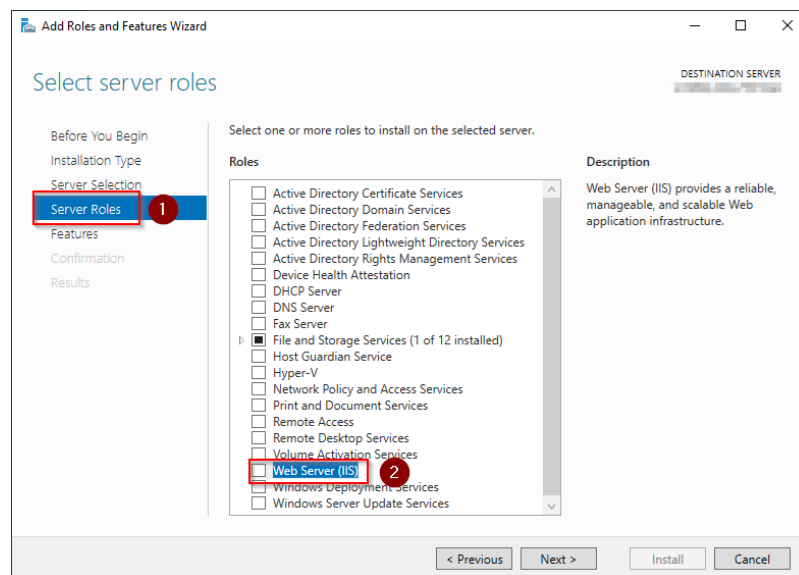 Add Roles and Features Wizard
Select server roles
DESTINATION SERVER
Before You Begin
Installation Type
Server Selection
Server Roles
1
Features
Confirmation
Results
Select one or more roles to install on the selected server.
Roles
Active Directory Certificate Services
Active Directory Domain Services
Active Directory Federation Services
Active Directory Lightweight Directory Services
Active Directory Rights Management Services
Device Health Attestation
DHCP Server
DNS Server
Fax Server
File and Storage Services (1 of 12 installed)
Host Guardian Service
Hyper-V
Network Policy and Access Services
Print and Document Services
Remote Access
Remote Desktop Services
Volume Activation Services
Web Server (IIS)
2
Windows Deployment Services
Windows Server Update Services
Description
Web Server (IIS) provides a reliable,
manageable, and scalable Web
application infrastructure.
< Previous
Next >
Install
Cancel